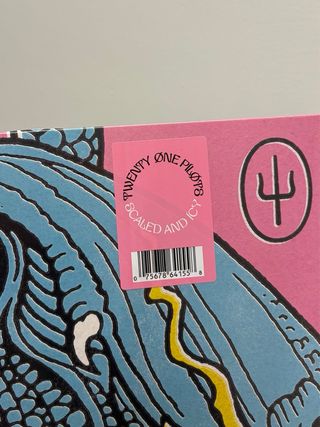 TWENTY ØNE PILØTS
SCALED AND ICY
0 75678 64155 8